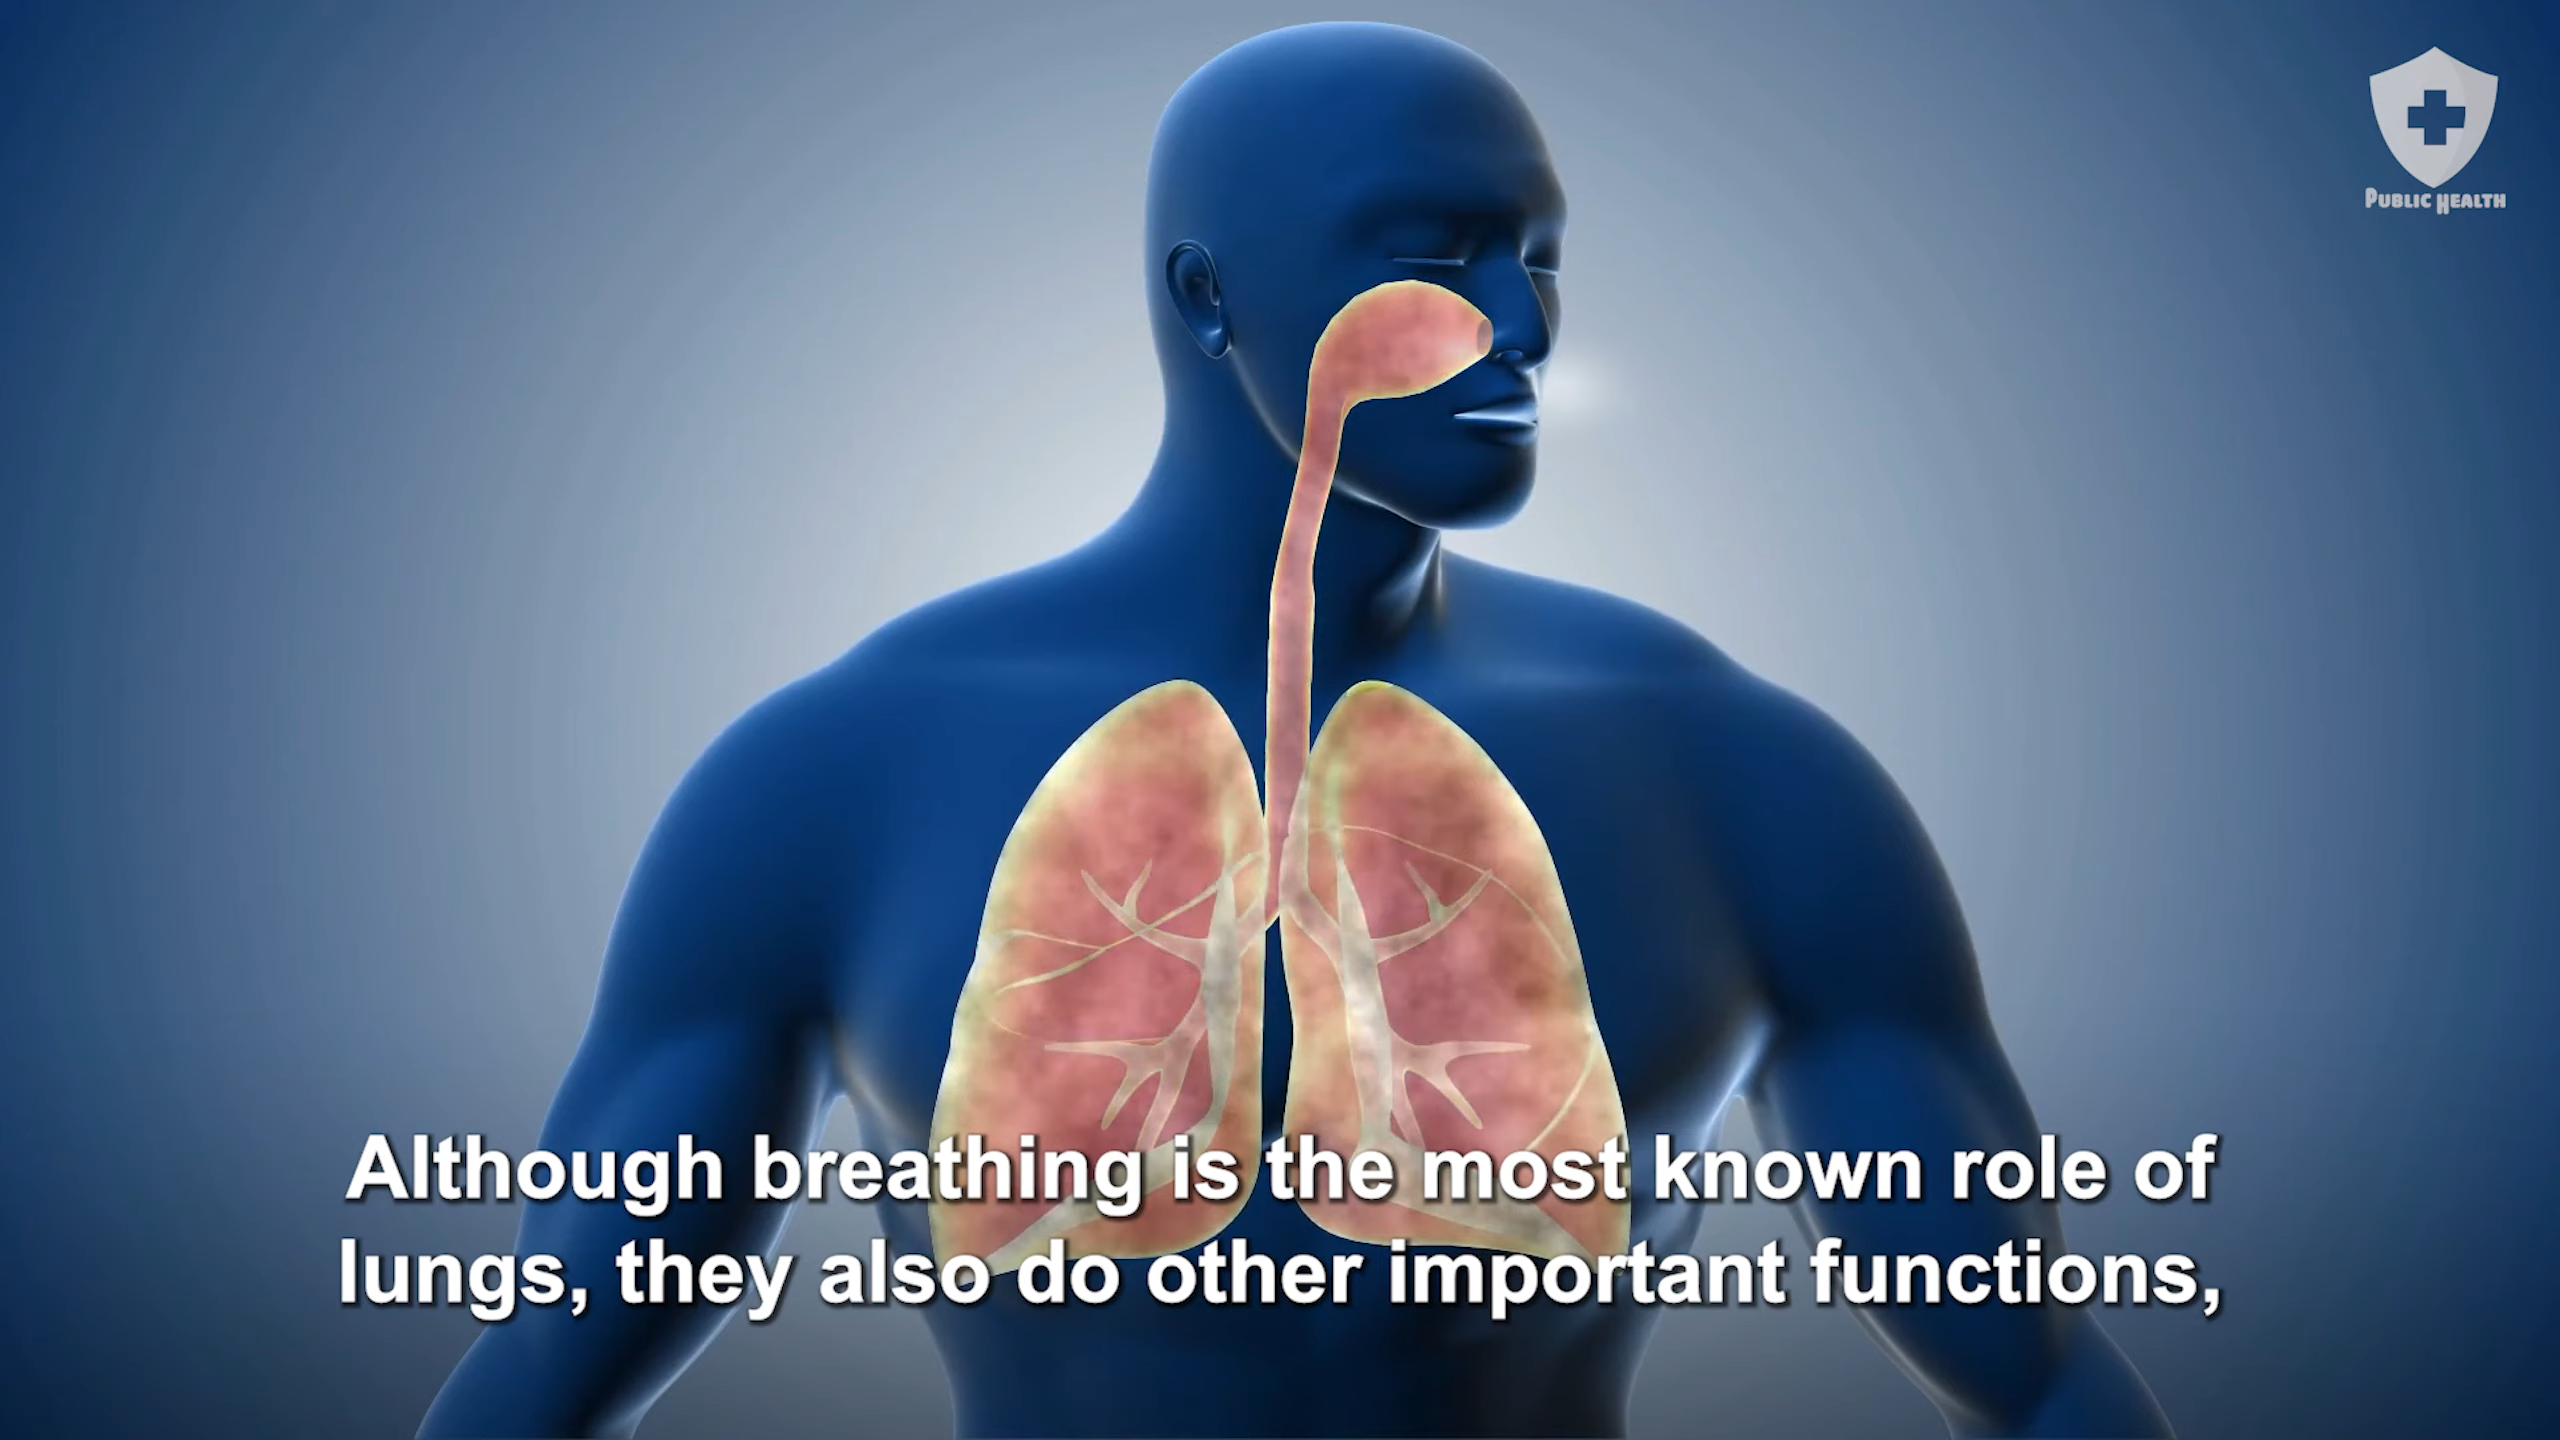 Public Health
Although breathing is the most known role of
lungs, they also do other important functions,